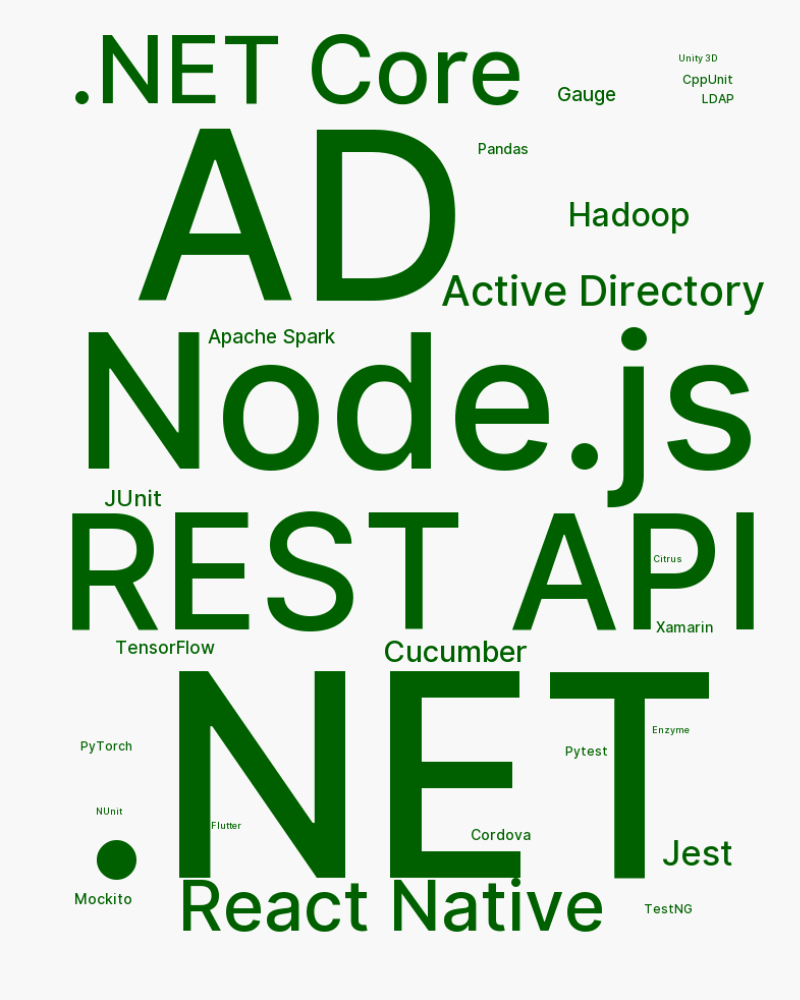 .NET Core
Unity 3D
CppUnit
Gauge
LDAP
AD
Pandas
Hadoop
Active Directory
Apache Spark
Node.js
JUnit
REST API
Citrus
Xamarin
TensorFlow
Cucumber
.NET
Enzyme
PyTorch
Pytest
NUnit
Flutter
Cordova
Jest
Mockito
React Native
TestNG